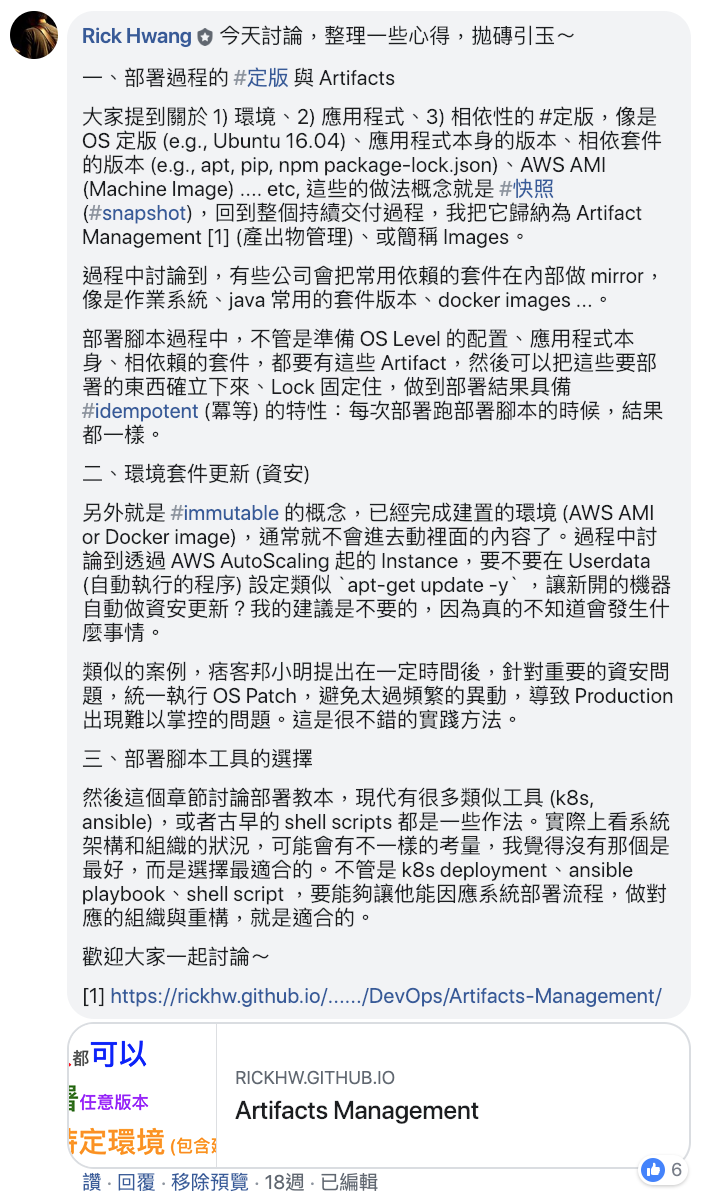 Rick Hwang 今天討論，整理一些心得，拋磚引玉～
一、部署過程的 #定版 與 Artifacts
大家提到關於 1) 環境、2) 應用程式、3) 相依性的 #定版，像是
OS 定版 (e.g., Ubuntu 16.04)、應用程式本身的版本、相依套件
的版本 (e.g., apt, pip, npm package-lock.json)、AWS AMI
(Machine Image) .... etc, 這些的做法概念就是 #快照
(#snapshot)，回到整個持續交付過程，我把它歸納為 Artifact
Management [1] (產出物管理)、或簡稱 Images。
過程中討論到，有些公司會把常用依賴的套件在內部做 mirror，
像是作業系統、java 常用的套件版本、docker images ...。
部署腳本過程中，不管是準備 OS Level 的配置、應用程式本
身、相依賴的套件，都要有這些 Artifact，然後可以把這些要部
署的東西確立下來、Lock 固定住，做到部署結果具備
#idempotent (冪等) 的特性：每次部署跑部署腳本的時候，結果
都一樣。
二、環境套件更新 (資安)
另外就是 #immutable 的概念，已經完成建置的環境 (AWS AMI
or Docker image)，通常就不會進去動裡面的內容了。過程中討
論到透過 AWS AutoScaling 起的 Instance，要不要在 Userdata
(自動執行的程序) 設定類似 `apt-get update -y` ，讓新開的機器
自動做資安更新？我的建議是不要的，因為真的不知道會發生什
麼事情。
類似的案例，痞客邦小明提出在一定時間後，針對重要的資安問
題，統一執行 OS Patch，避免太過頻繁的異動，導致 Production
出現難以掌控的問題。這是很不錯的實踐方法。
三、部署腳本工具的選擇
然後這個章節討論部署教本，現代有很多類似工具 (k8s,
ansible)，或者古早的 shell scripts 都是一些作法。實際上看系統
架構和組織的狀況，可能會有不一樣的考量，我覺得沒有那個是
最好，而是選擇最適合的。不管是 k8s deployment、ansible
playbook、shell script ，要能夠讓他能因應系統部署流程，做對
應的組織與重構，就是適合的。
歡迎大家一起討論～
[1] https://rickhw.github.io/....../DevOps/Artifacts-Management/
都可以
任意版本
定環境 (包含
RICKHW.GITHUB.IO
Artifacts Management
6
讚 · 回覆 · 移除預覽 · 18週 · 已編輯